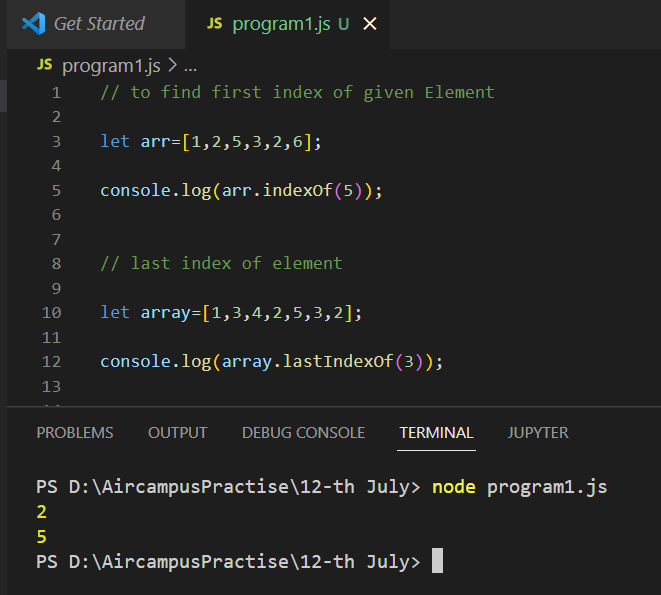 Get Started JS program1.js U ×
JS program1.js > ...
1 // to find first index of given Element
2
3 let arr=[1,2,5,3,2,6];
4
5 console.log(arr.indexOf(5));
6
7
8 // last index of element
9
10 let array=[1,3,4,2,5,3,2];
11
12 console.log(array.lastIndexOf(3));
13
PROBLEMS OUTPUT DEBUG CONSOLE TERMINAL JUPYTER
PS D:\AircampusPractise\12-th July> node program1.js
2
5
PS D:\AircampusPractise\12-th July>